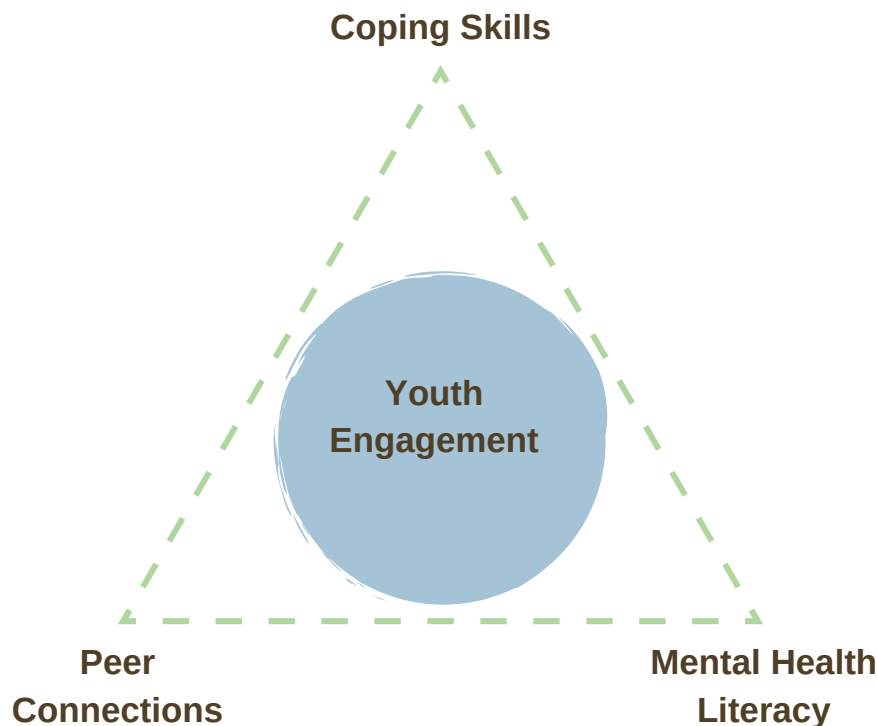 Coping Skills
Youth
Engagement
Peer
Connections
Mental Health
Literacy